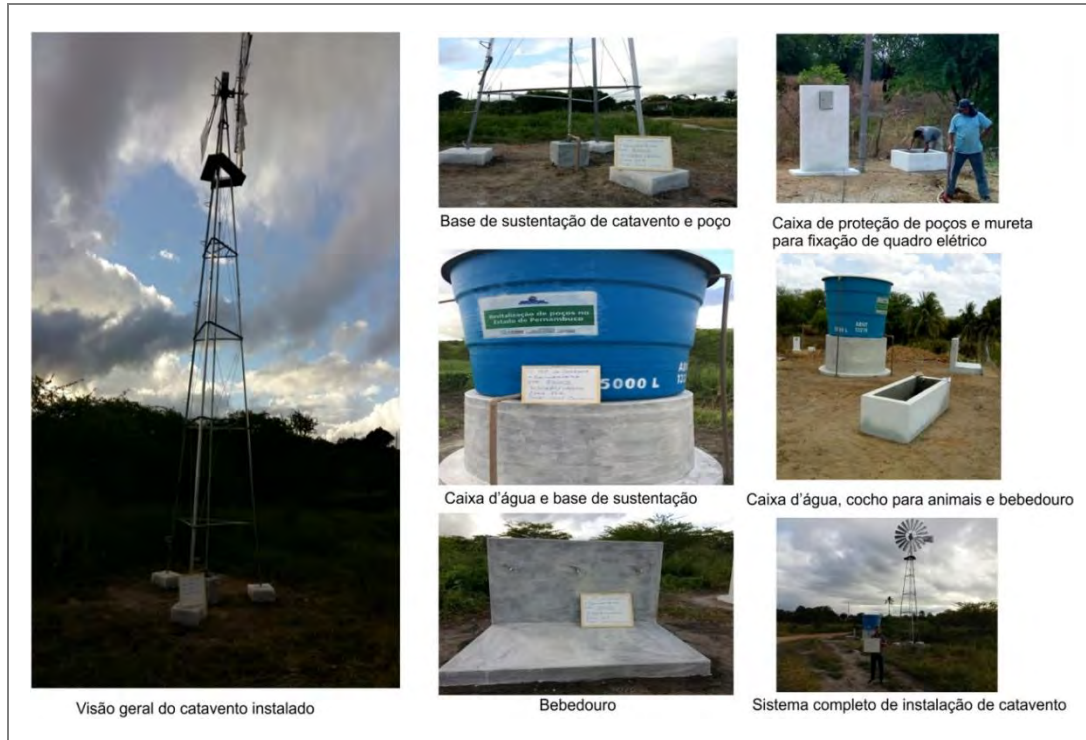 Visão geral do catavento instalado
Base de sustentação de catavento e poço
Caixa de proteção de poços e mureta
para fixação de quadro elétrico
Revitalização de poços no
Estado de Pernambuco
5000 L
Caixa d'água e base de sustentação
Caixa d'água, cocho para animais e bebedouro
Bebedouro
Sistema completo de instalação de catavento